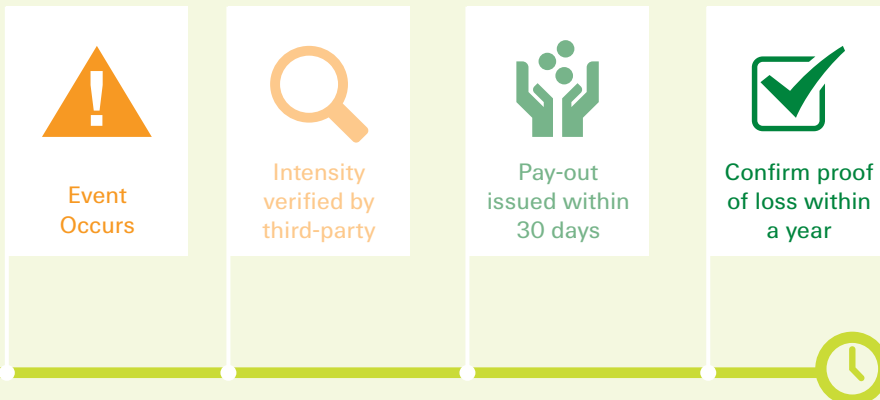 Event
Occurs
Intensity
verified by
third-party
Pay-out
issued within
30 days
Confirm proof
of loss within
a year